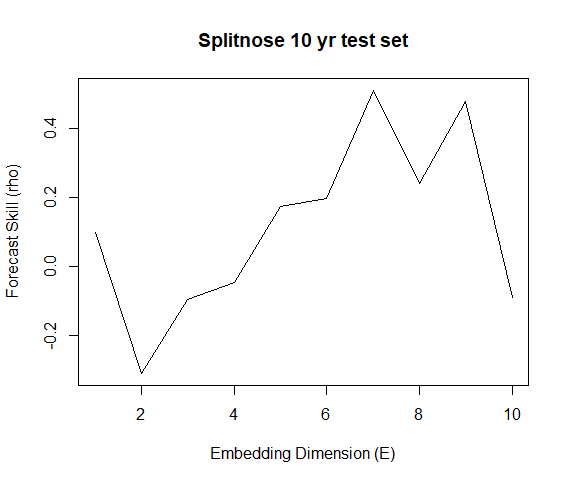 Splitnose 10 yr test set
Forecast Skill (rho)
0.4
0.2
0.0
-0.2
2 4 6 8 10
Embedding Dimension (E)